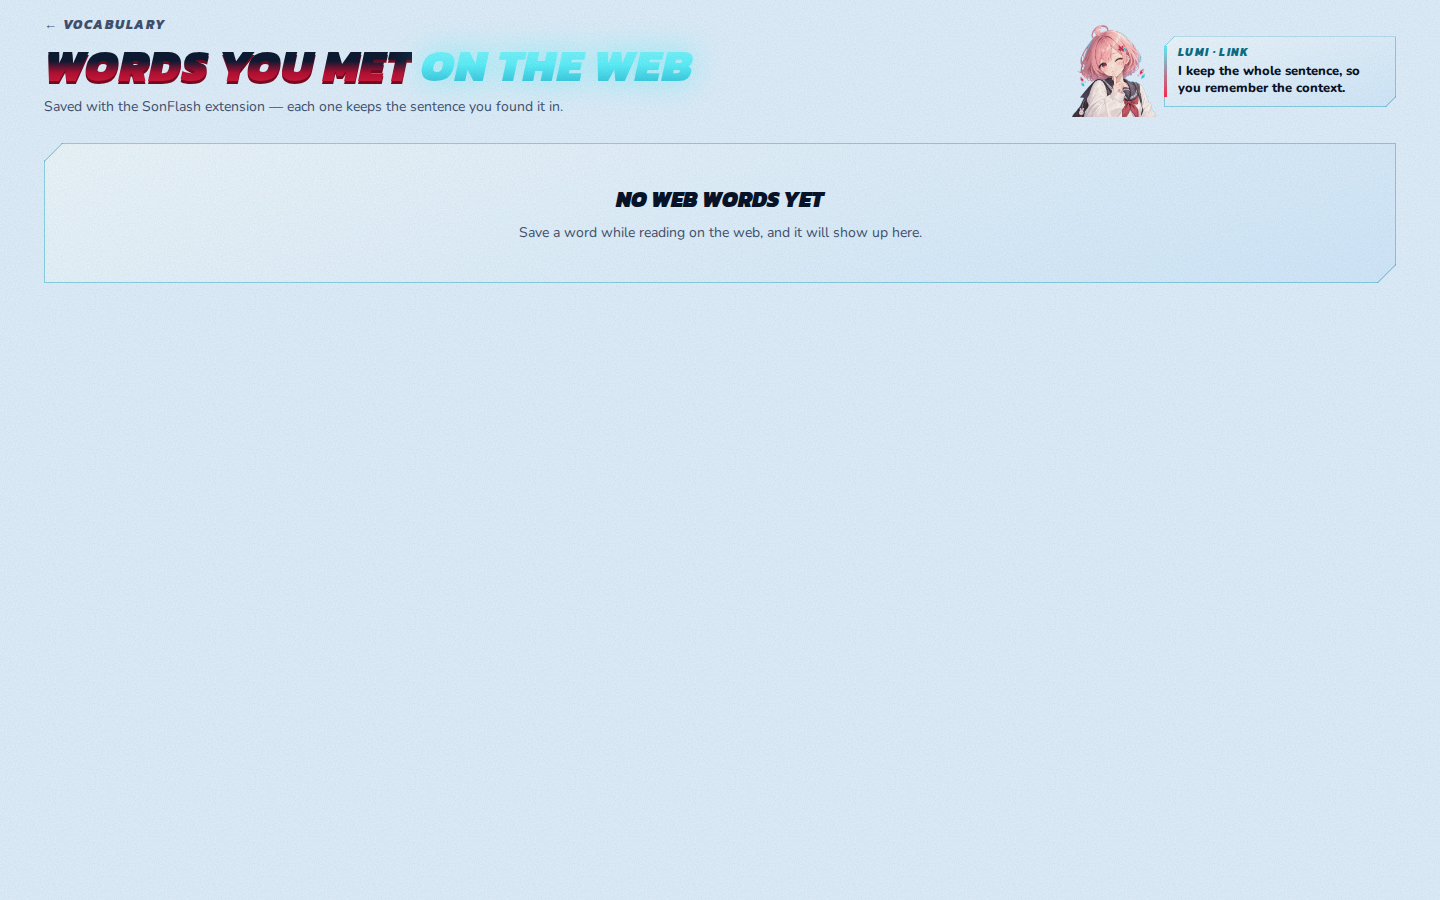 ← VOCABULARY
WORDS YOU MET ON THE WEB
Saved with the SonFlash extension — each one keeps the sentence you found it in.
LUMI · LINK
I keep the whole sentence, so
you remember the context.
NO WEB WORDS YET
Save a word while reading on the web, and it will show up here.